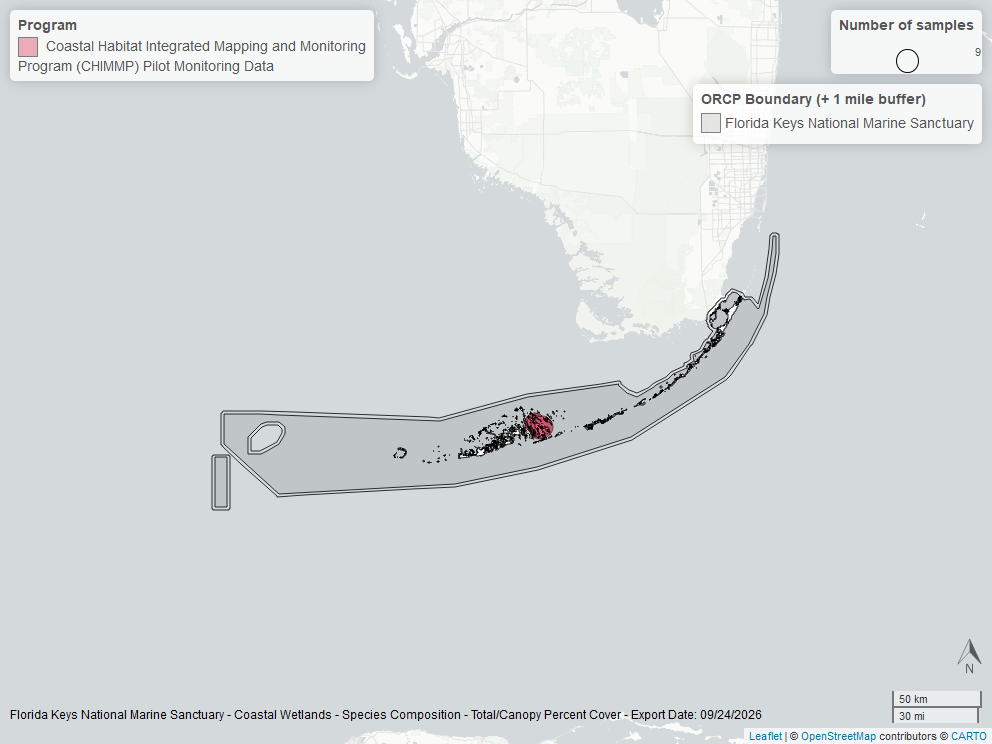 Program
Coastal Habitat Integrated Mapping and Monitoring
Program (CHIMMP) Pilot Monitoring Data
Number of samples
9
ORCP Boundary (+ 1 mile buffer)
Florida Keys National Marine Sanctuary
N
50 km
30 mi
Florida Keys National Marine Sanctuary - Coastal Wetlands - Species Composition - Total/Canopy Percent Cover - Export Date: 09/24/2026
Leaflet | © OpenStreetMap contributors © CARTO